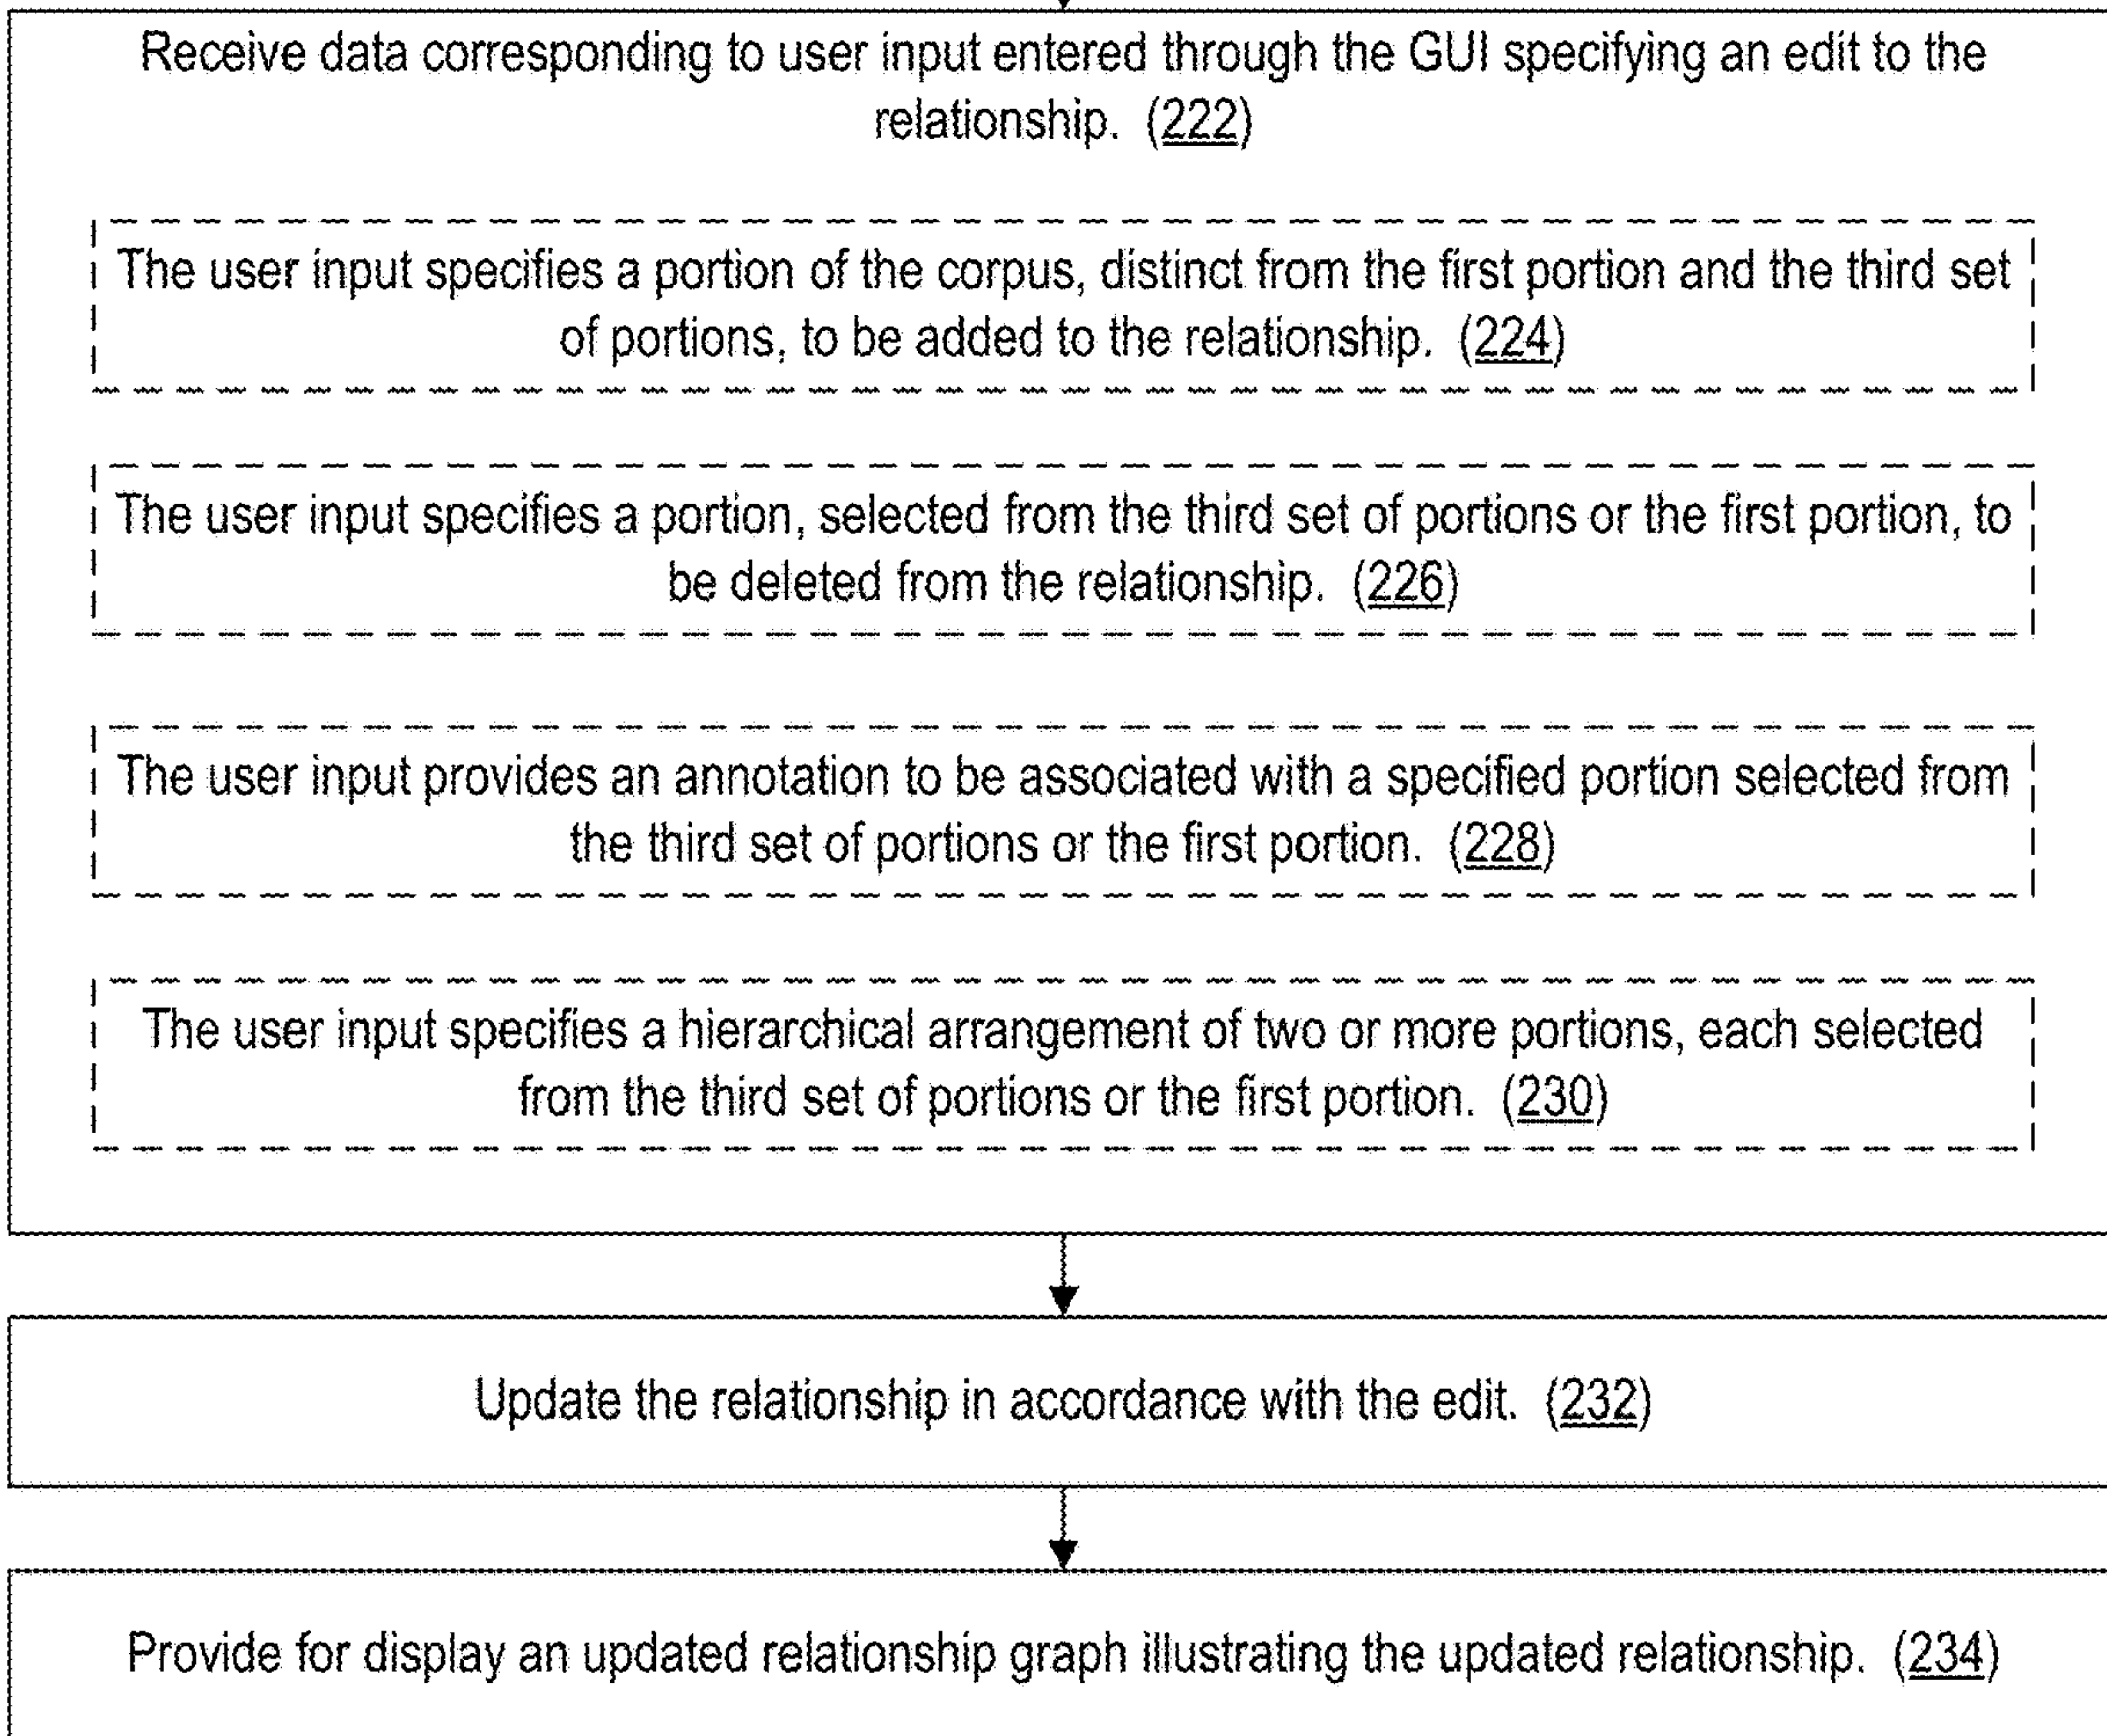 Receive data corresponding to user input entered through the GUI specifying an edit to the
relationship. (222)
The user input specifies a portion of the corpus, distinct from the first portion and the third set
of portions, to be added to the relationship. (224)
The user input specifies a portion, selected from the third set of portions or the first portion, to
be deleted from the relationship. (226)
The user input provides an annotation to be associated with a specified portion selected from
the third set of portions or the first portion. (228)
The user input specifies a hierarchical arrangement of two or more portions, each selected
from the third set of portions or the first portion. (230)
Update the relationship in accordance with the edit. (232)
Provide for display an updated relationship graph illustrating the updated relationship. (234)